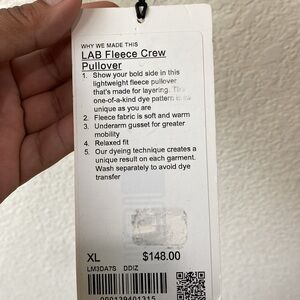 WHY WE MADE THIS
LAB Fleece Crew
Pullover
1. Show your bold side in this
lightweight fleece pullover
that's made for layering. The
one-of-a-kind dye pattern is as
unique as you are
2. Fleece fabric is soft and warm
3. Underarm gusset for greater
mobility
4. Relaxed fit
5. Our dyeing technique creates a
unique result on each garment.
Wash separately to avoid dye
transfer
XL $148.00
LM3DA7S DDIZ
000139401315